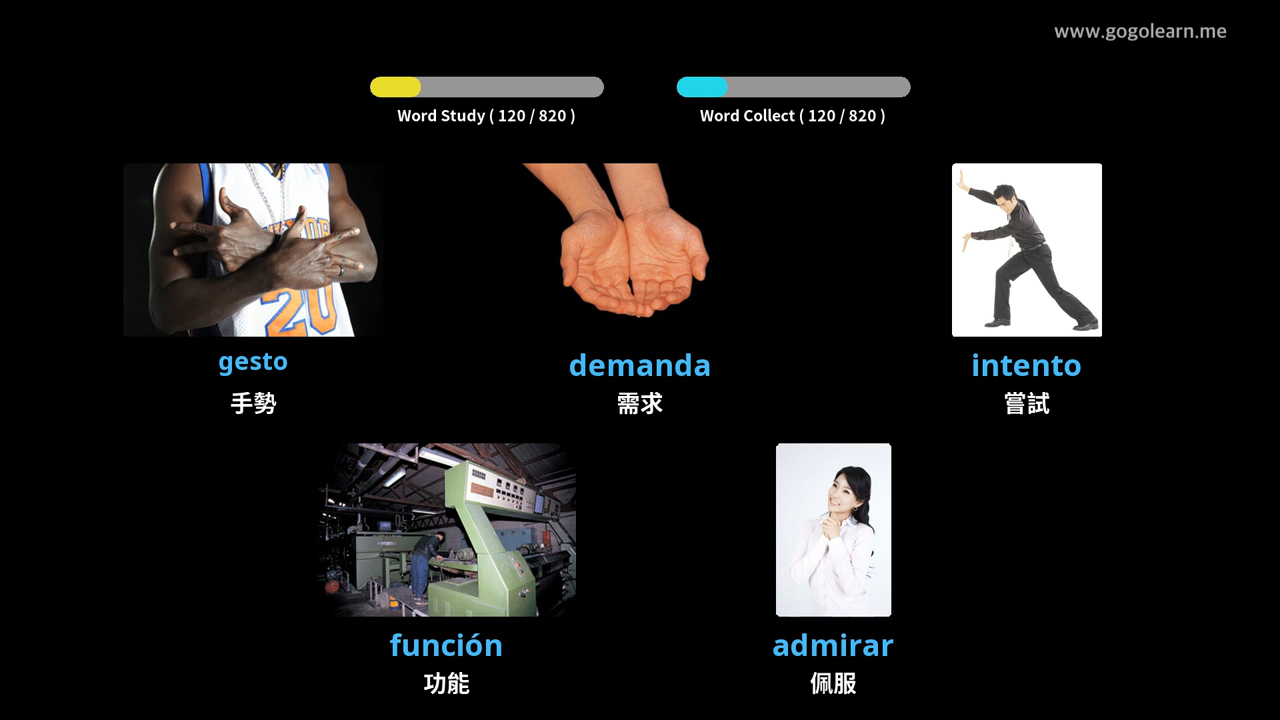 www.gogolearn.me
Word Study ( 120 / 820 )
Word Collect ( 120 / 820 )
20
gesto
手勢
demanda
需求
intento
嘗試
función
功能
admirar
佩服